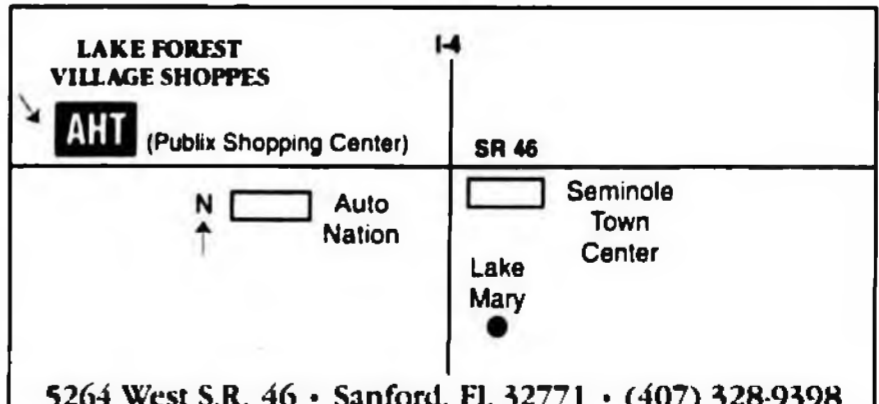 LAKE FOREST
VILLAGE SHOPPES
AHT (Publix Shopping Center)
I-4
SR 46
N
Auto
Nation
Seminole
Town
Center
Lake
Mary
5264 West S.R. 46 • Sanford, Fl. 32771 • (407) 328-9398